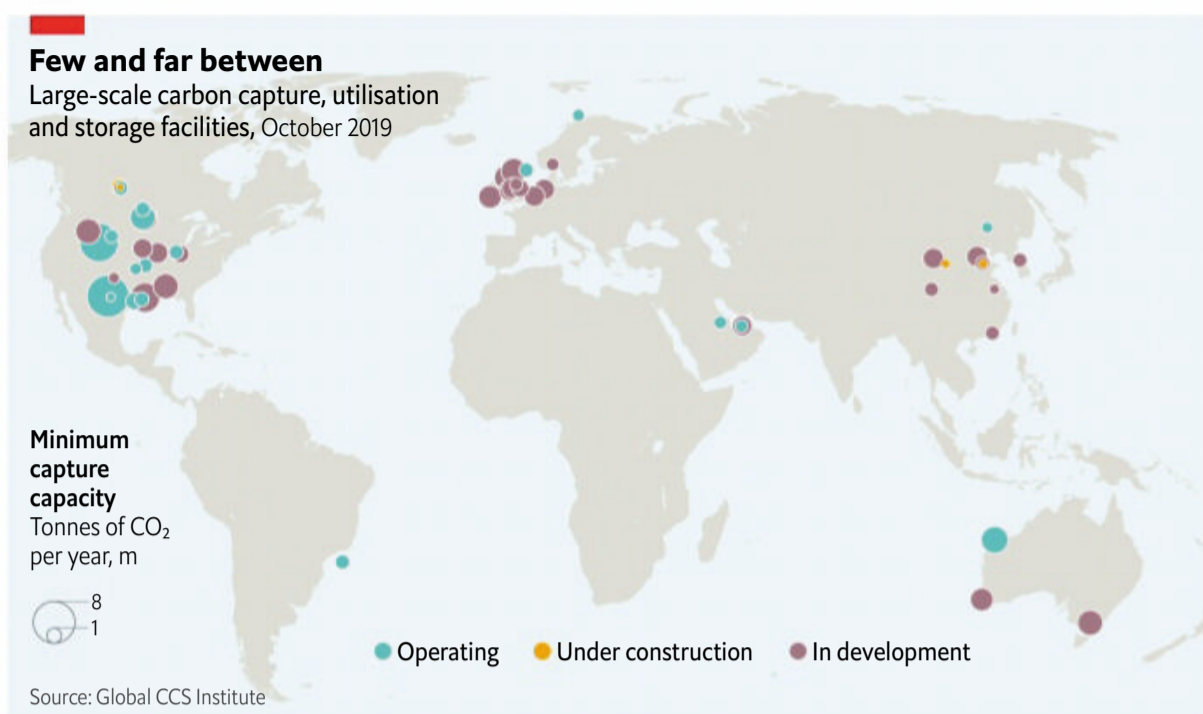 Few and far between
Large-scale carbon capture, utilisation
and storage facilities, October 2019
Minimum
capture
capacity
Tonnes of CO₂
per year, m
8
1
Operating
Under construction
In development
Source: Global CCS Institute